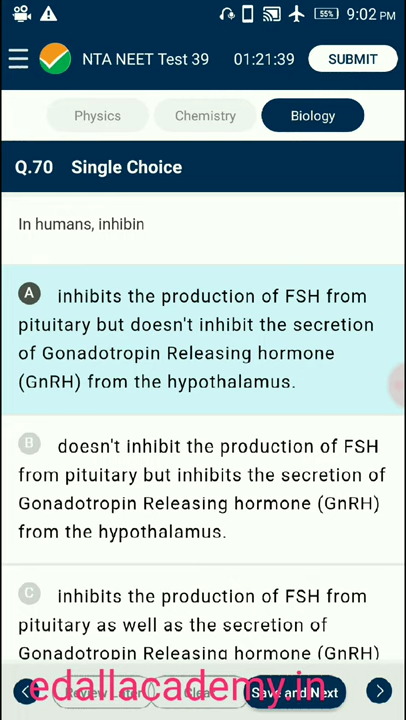 55% 9:02 PM
NTA NEET Test 39 01:21:39 SUBMIT
Physics Chemistry Biology
Q.70 Single Choice
In humans, inhibin
A inhibits the production of FSH from
pituitary but doesn't inhibit the secretion
of Gonadotropin Releasing hormone
(GnRH) from the hypothalamus.
B doesn't inhibit the production of FSH
from pituitary but inhibits the secretion of
Gonadotropin Releasing hormone (GnRH)
from the hypothalamus.
C inhibits the production of FSH from
pituitary as well as the secretion of
Gonadotropin Releasing hormone (GnRH)
Review Later Clear Save and Next
edallacademy.in